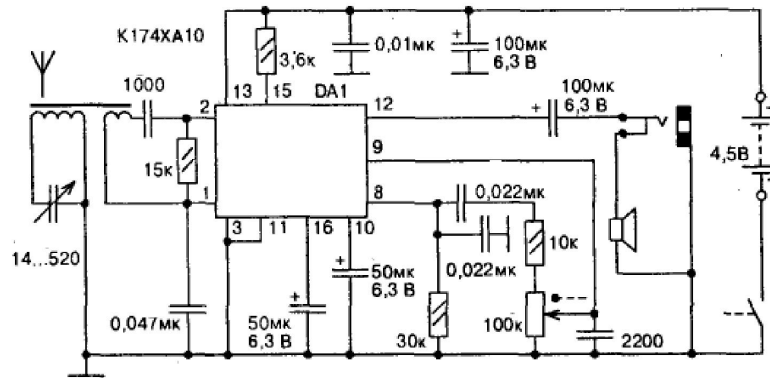 К174ХА10
3,6к
0,01мк
100мк
6,3 В
1000
13
15
DA1
2
12
100мк
6,3 В
15к
9
4,5В
1
8
0,022мк
3
11
16
10
10к
14...520
50мк
6,3 В
0,022мк
0,047мк
50мк
6,3 В
30к
100к
2200